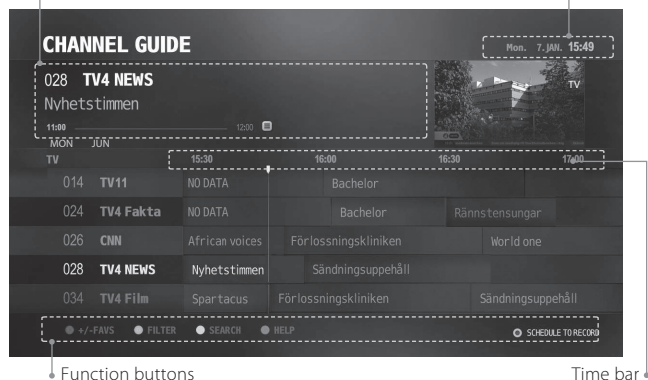 CHANNEL GUIDE
Mon. 7.JAN. 15:49
028 TV4 NEWS
Nyhetstimmen
11:00 12:00
TV
MON JUN
TV 15:30 16:00 16:30 17:00
014 TV11 NO DATA Bachelor
024 TV4 Fakta NO DATA Bachelor Rännstensungar
026 CNN African voices Förlossningskliniken World one
028 TV4 NEWS Nyhetstimmen Sändningsuppehåll
034 TV4 Film Spartacus Förlossningskliniken Sändningsuppehåll
+/-FAVS FILTER SEARCH HELP SCHEDULE TO RECORD
Function buttons Time bar